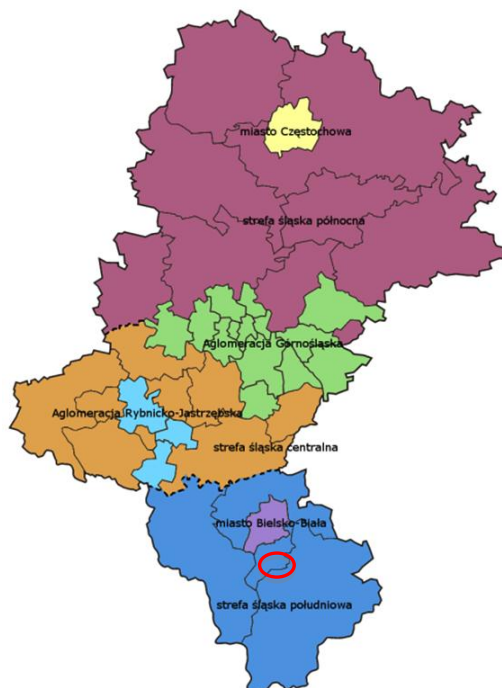 miasto Częstochowa
strefa śląska północna
Aglomeracja Górnośląska
Aglomeracja Rybnicko-Jastrzębska
strefa śląska centralna
miasto Bielsko-Biała
strefa śląska południowa